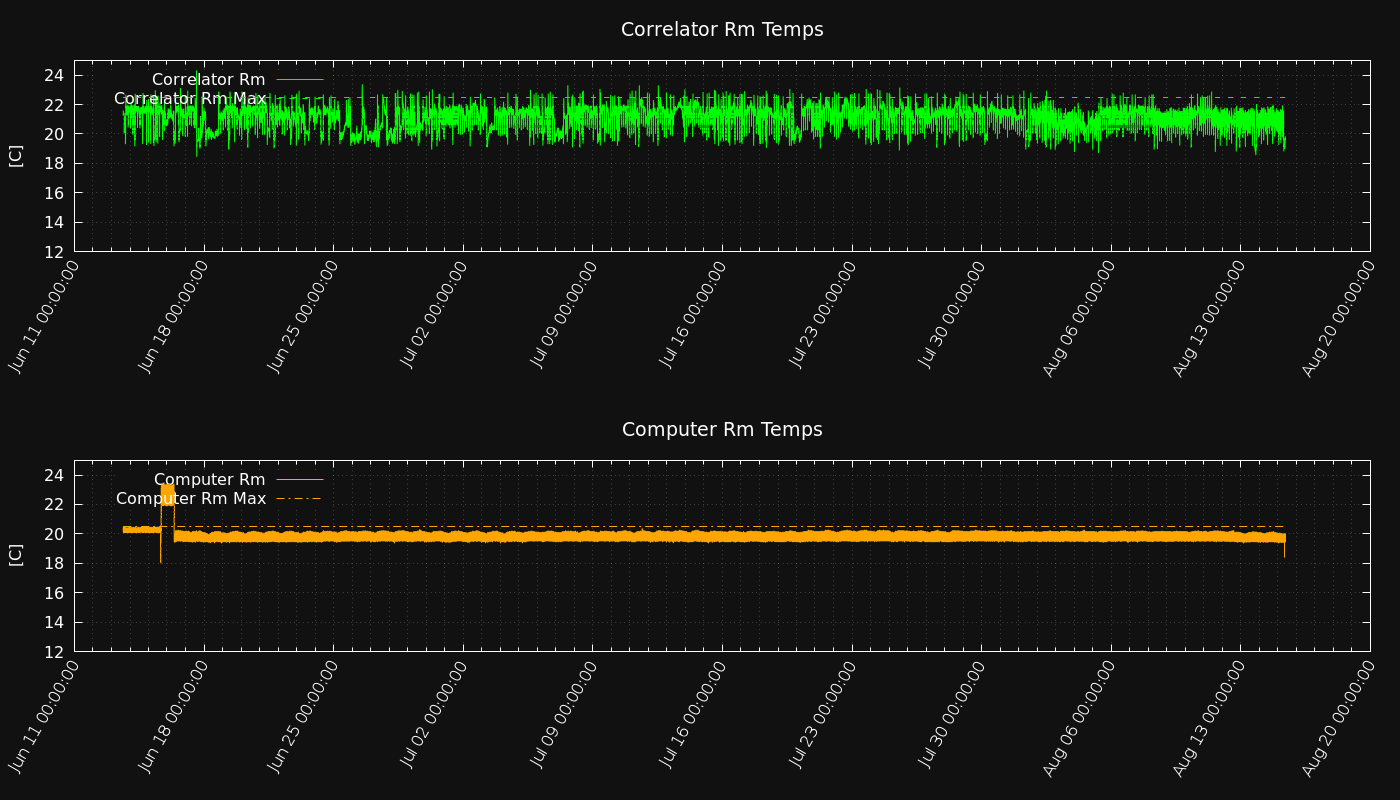 Correlator Rm Temps
24
22
20
18
16
14
12
[C]
Correlator Rm
Correlator Rm Max
Jun 11 00:00:00
Jun 18 00:00:00
Jun 25 00:00:00
Jul 02 00:00:00
Jul 09 00:00:00
Jul 16 00:00:00
Jul 23 00:00:00
Jul 30 00:00:00
Aug 06 00:00:00
Aug 13 00:00:00
Aug 20 00:00:00
Computer Rm Temps
24
22
20
18
16
14
12
[C]
Computer Rm
Computer Rm Max
Jun 11 00:00:00
Jun 18 00:00:00
Jun 25 00:00:00
Jul 02 00:00:00
Jul 09 00:00:00
Jul 16 00:00:00
Jul 23 00:00:00
Jul 30 00:00:00
Aug 06 00:00:00
Aug 13 00:00:00
Aug 20 00:00:00